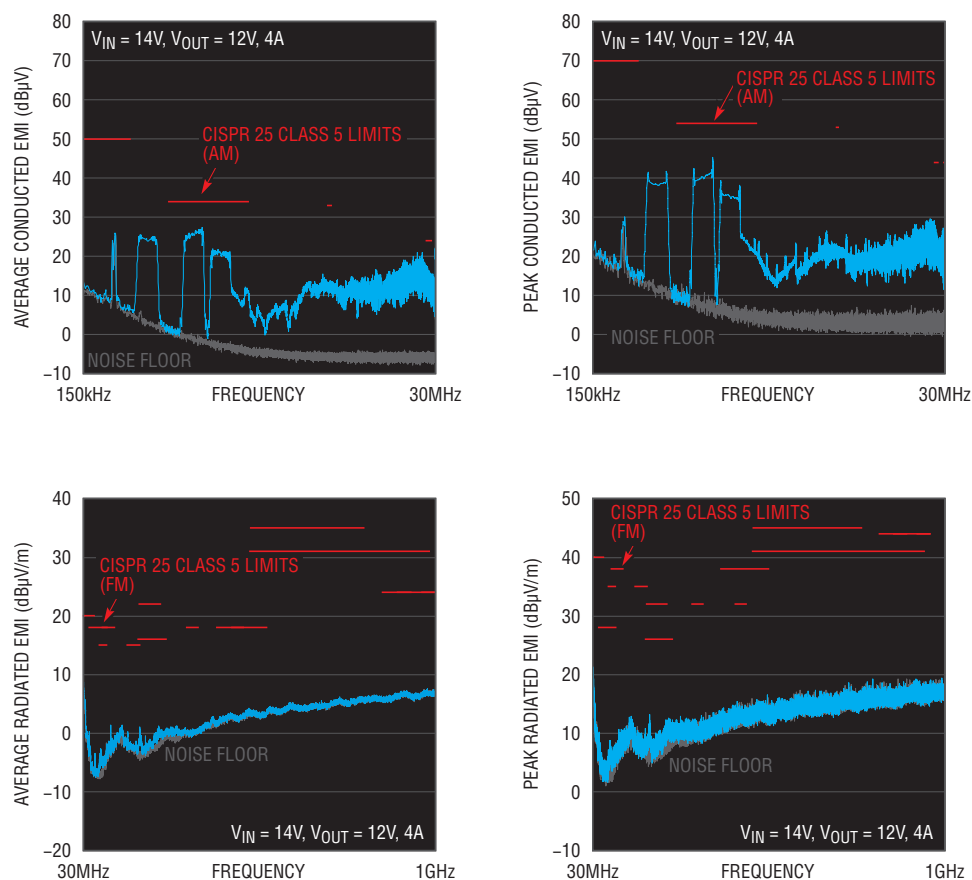 AVERAGE CONDUCTED EMI (dBµV)
80
70
60
50
40
30
20
10
0
–10
VIN = 14V, VOUT = 12V, 4A
CISPR 25 CLASS 5 LIMITS
(AM)
NOISE FLOOR
150kHz
FREQUENCY
30MHz
PEAK CONDUCTED EMI (dBµV)
80
70
60
50
40
30
20
10
0
–10
VIN = 14V, VOUT = 12V, 4A
CISPR 25 CLASS 5 LIMITS
(AM)
NOISE FLOOR
150kHz
FREQUENCY
30MHz
AVERAGE RADIATED EMI (dBµV/m)
40
30
20
10
0
–10
–20
CISPR 25 CLASS 5 LIMITS
(FM)
NOISE FLOOR
VIN = 14V, VOUT = 12V, 4A
30MHz
FREQUENCY
1GHz
PEAK RADIATED EMI (dBµV/m)
50
40
30
20
10
0
–10
CISPR 25 CLASS 5 LIMITS
(FM)
NOISE FLOOR
VIN = 14V, VOUT = 12V, 4A
30MHz
FREQUENCY
1GHz